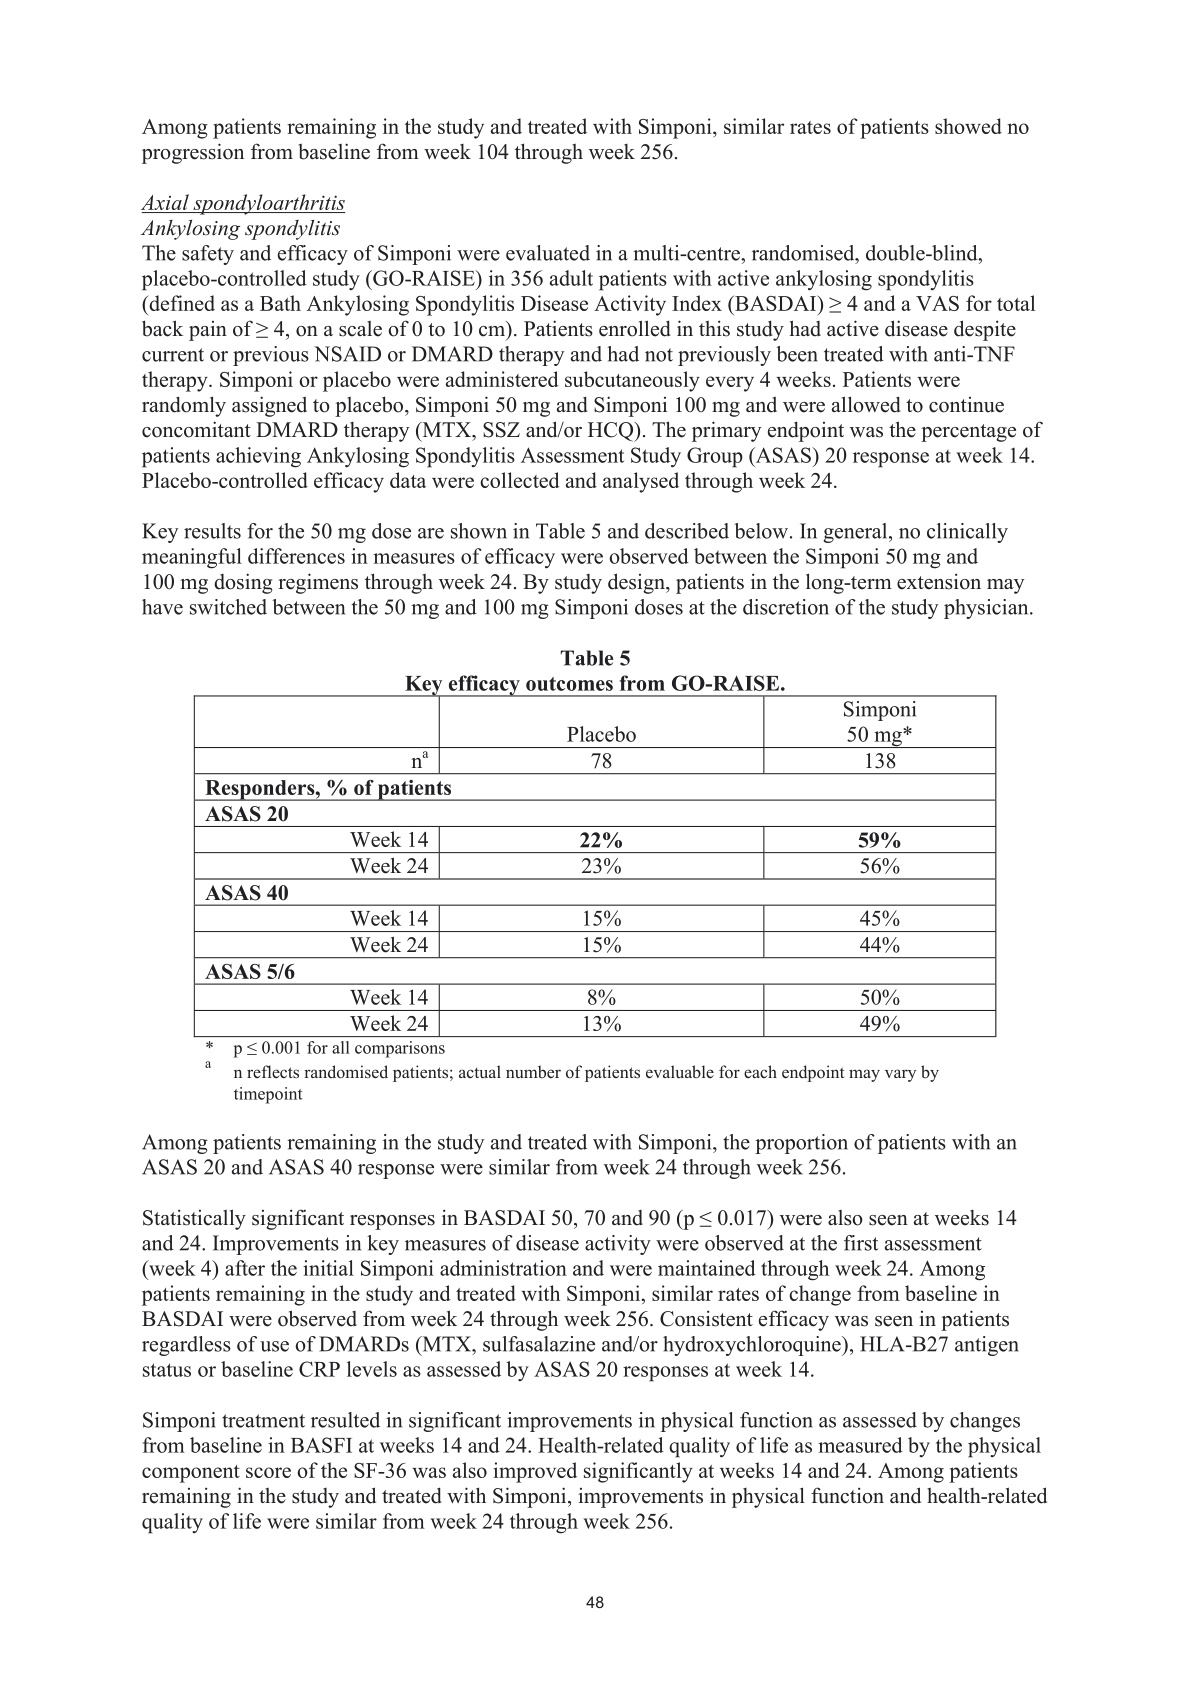 Among patients remaining in the study and treated with Simponi, similar rates of patients showed no
progression from baseline from week 104 through week 256.
Axial spondyloarthritis
Ankylosing spondylitis
The safety and efficacy of Simponi were evaluated in a multi-centre, randomised, double-blind,
placebo-controlled study (GO-RAISE) in 356 adult patients with active ankylosing spondylitis
(defined as a Bath Ankylosing Spondylitis Disease Activity Index (BASDAI) ≥ 4 and a VAS for total
back pain of ≥ 4, on a scale of 0 to 10 cm). Patients enrolled in this study had active disease despite
current or previous NSAID or DMARD therapy and had not previously been treated with anti-TNF
therapy. Simponi or placebo were administered subcutaneously every 4 weeks. Patients were
randomly assigned to placebo, Simponi 50 mg and Simponi 100 mg and were allowed to continue
concomitant DMARD therapy (MTX, SSZ and/or HCQ). The primary endpoint was the percentage of
patients achieving Ankylosing Spondylitis Assessment Study Group (ASAS) 20 response at week 14.
Placebo-controlled efficacy data were collected and analysed through week 24.
Key results for the 50 mg dose are shown in Table 5 and described below. In general, no clinically
meaningful differences in measures of efficacy were observed between the Simponi 50 mg and
100 mg dosing regimens through week 24. By study design, patients in the long-term extension may
have switched between the 50 mg and 100 mg Simponi doses at the discretion of the study physician.
Table 5
Key efficacy outcomes from GO-RAISE.
Simponi
Placebo 50 mg*
nª 78 138
Responders, % of patients
ASAS 20
Week 14 22% 59%
Week 24 23% 56%
ASAS 40
Week 14 15% 45%
Week 24 15% 44%
ASAS 5/6
Week 14 8% 50%
Week 24 13% 49%
* p ≤ 0.001 for all comparisons
a n reflects randomised patients; actual number of patients evaluable for each endpoint may vary by
timepoint
Among patients remaining in the study and treated with Simponi, the proportion of patients with an
ASAS 20 and ASAS 40 response were similar from week 24 through week 256.
Statistically significant responses in BASDAI 50, 70 and 90 (p ≤ 0.017) were also seen at weeks 14
and 24. Improvements in key measures of disease activity were observed at the first assessment
(week 4) after the initial Simponi administration and were maintained through week 24. Among
patients remaining in the study and treated with Simponi, similar rates of change from baseline in
BASDAI were observed from week 24 through week 256. Consistent efficacy was seen in patients
regardless of use of DMARDs (MTX, sulfasalazine and/or hydroxychloroquine), HLA-B27 antigen
status or baseline CRP levels as assessed by ASAS 20 responses at week 14.
Simponi treatment resulted in significant improvements in physical function as assessed by changes
from baseline in BASFI at weeks 14 and 24. Health-related quality of life as measured by the physical
component score of the SF-36 was also improved significantly at weeks 14 and 24. Among patients
remaining in the study and treated with Simponi, improvements in physical function and health-related
quality of life were similar from week 24 through week 256.
48